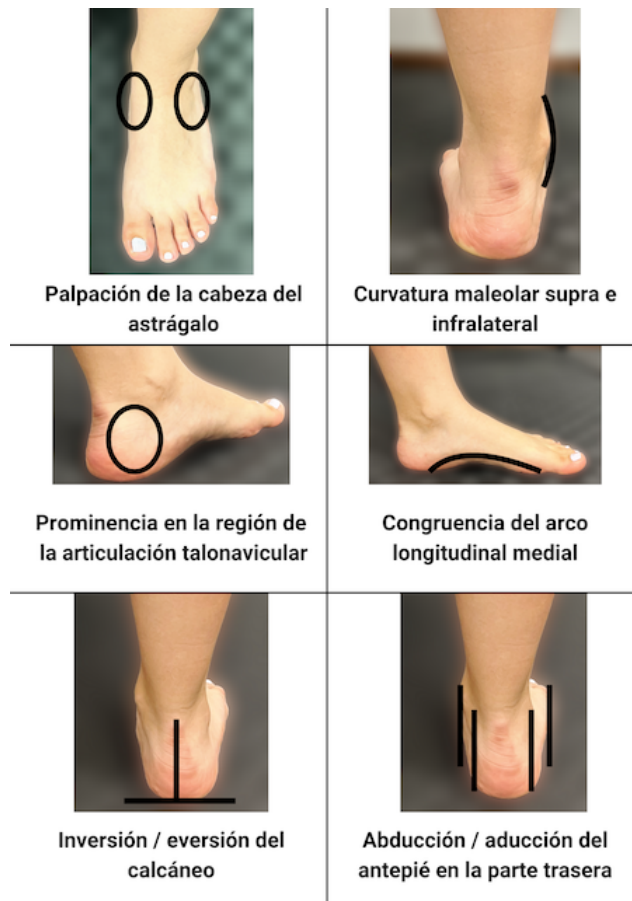 Palpación de la cabeza del
astrágalo
Curvatura maleolar supra e
infralateral
Prominencia en la región de
la articulación talonavicular
Congruencia del arco
longitudinal medial
Inversión / eversión del
calcáneo
Abducción / aducción del
antepié en la parte trasera